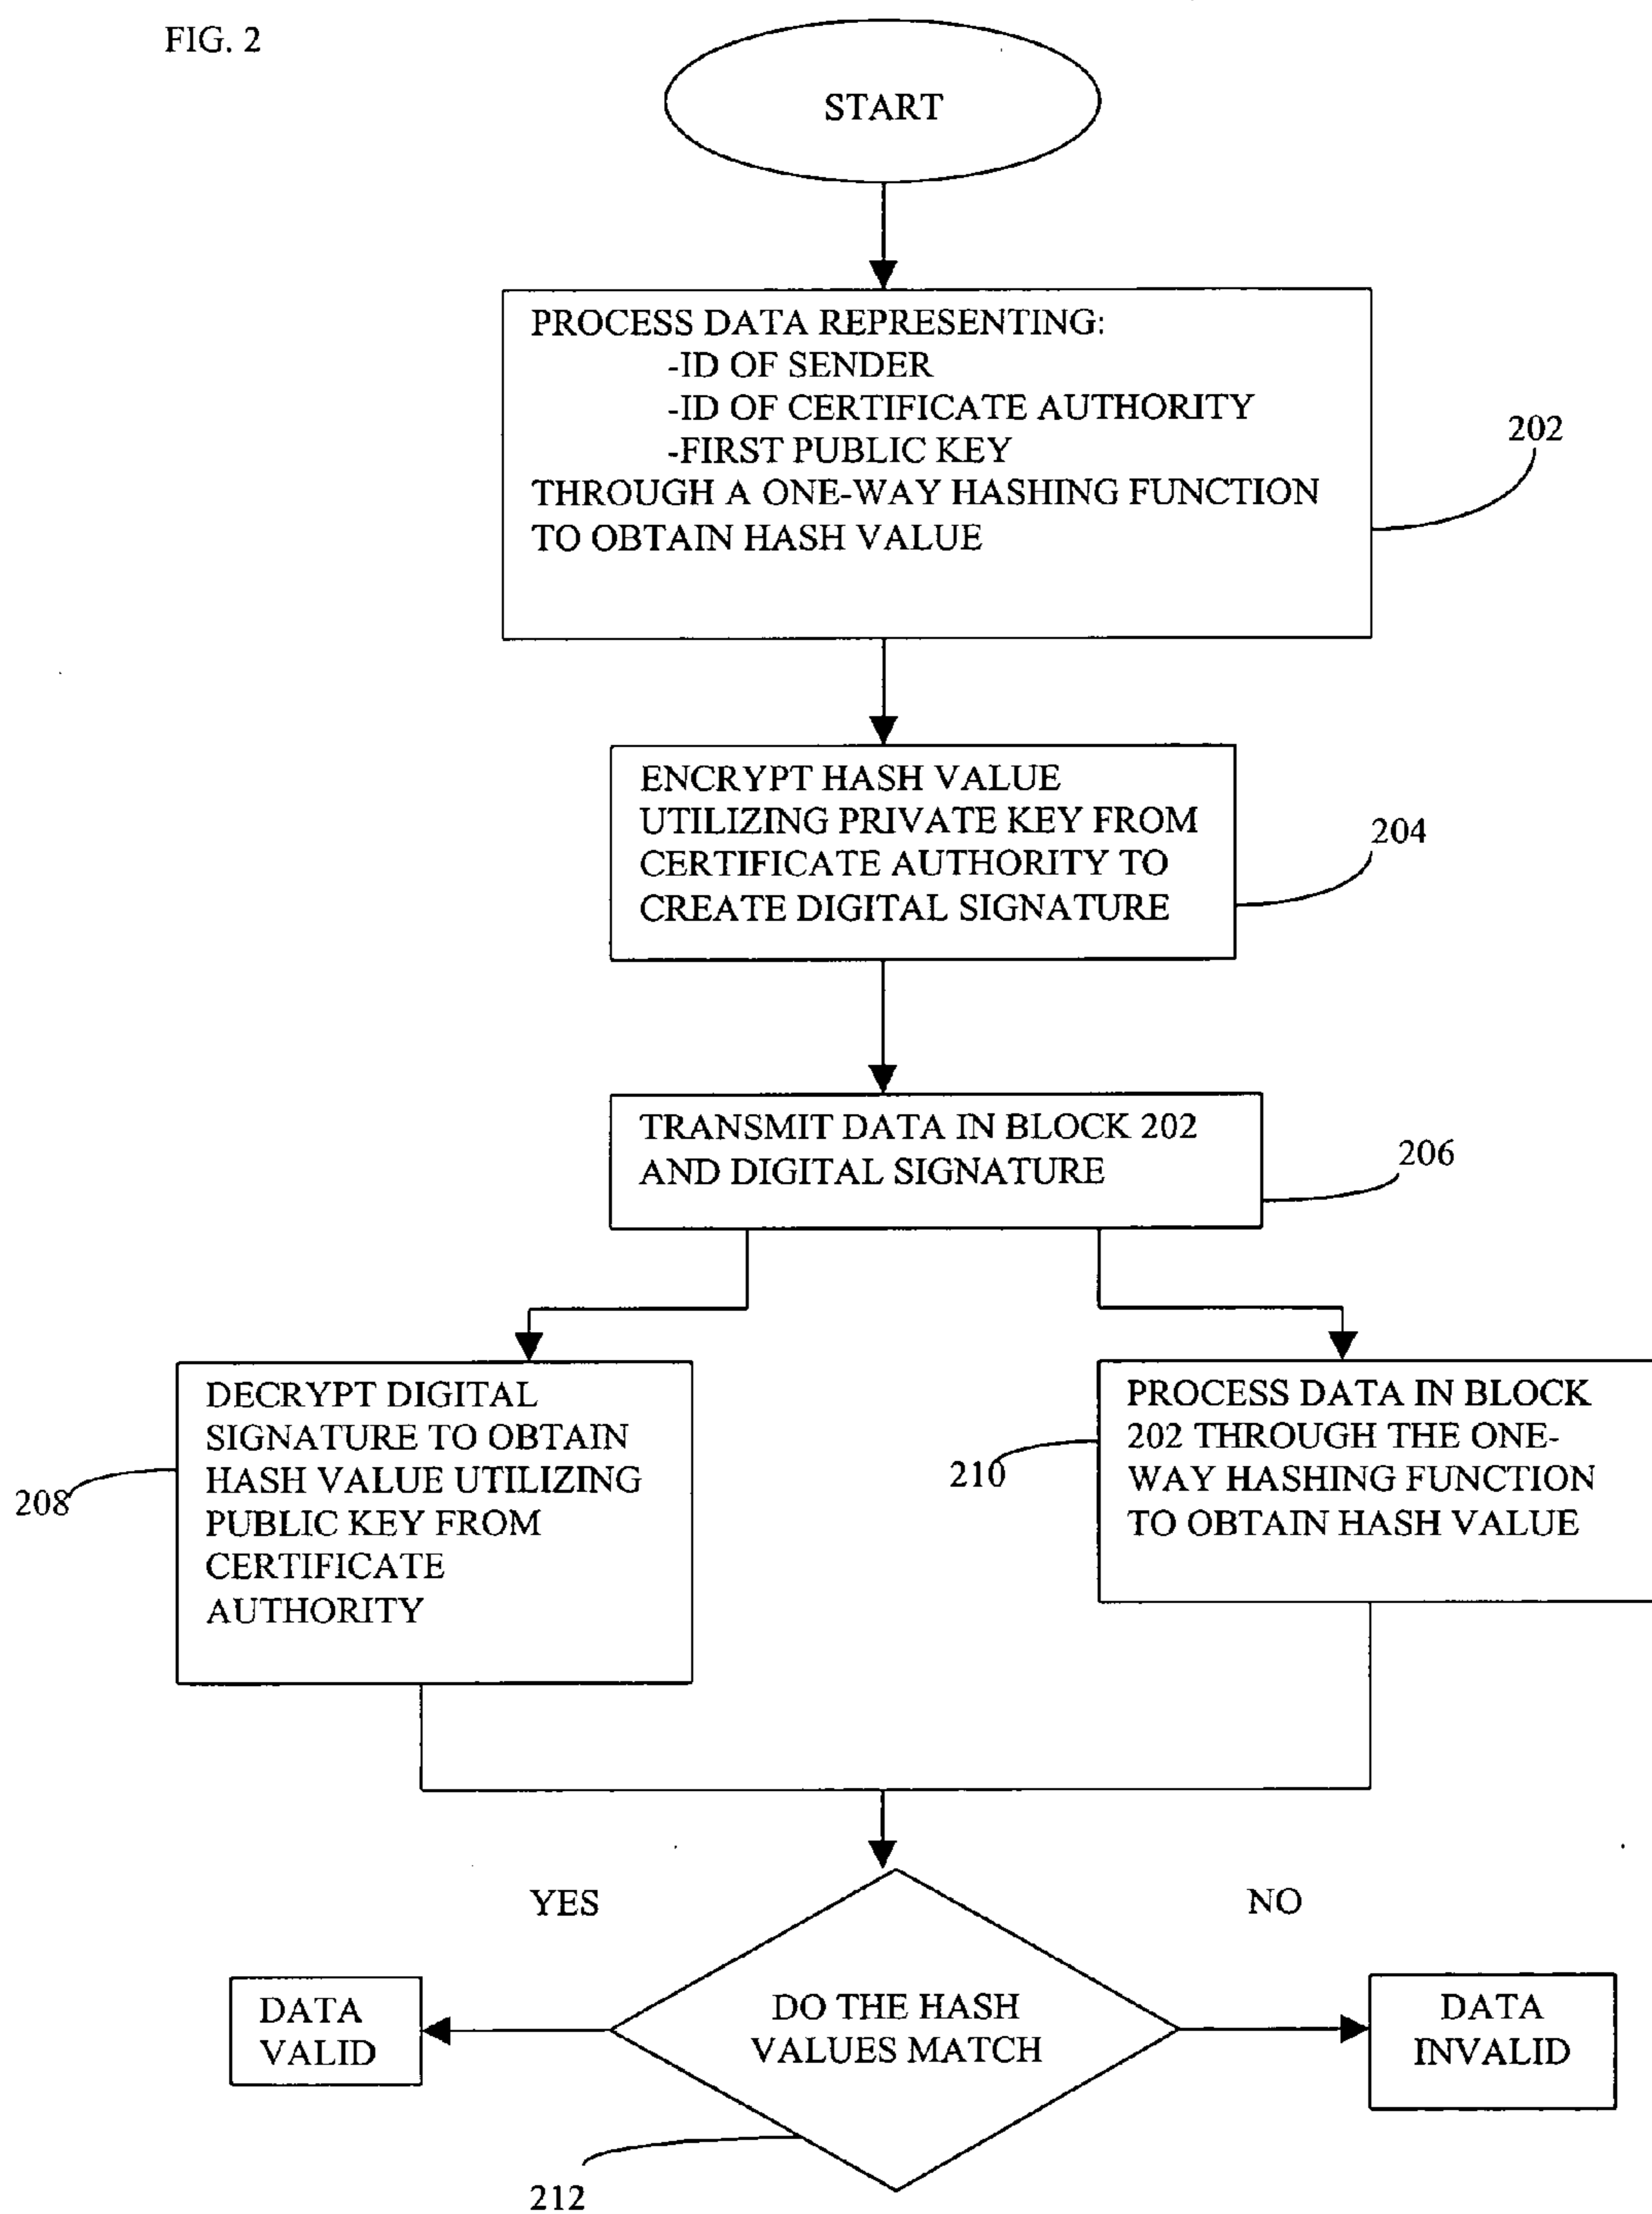 FIG. 2
START
PROCESS DATA REPRESENTING:
-ID OF SENDER
-ID OF CERTIFICATE AUTHORITY
-FIRST PUBLIC KEY
THROUGH A ONE-WAY HASHING FUNCTION
TO OBTAIN HASH VALUE
202
ENCRYPT HASH VALUE
UTILIZING PRIVATE KEY FROM
CERTIFICATE AUTHORITY TO
CREATE DIGITAL SIGNATURE
204
TRANSMIT DATA IN BLOCK 202
AND DIGITAL SIGNATURE
206
DECRYPT DIGITAL
SIGNATURE TO OBTAIN
HASH VALUE UTILIZING
PUBLIC KEY FROM
CERTIFICATE
AUTHORITY
208
PROCESS DATA IN BLOCK
202 THROUGH THE ONE-
WAY HASHING FUNCTION
TO OBTAIN HASH VALUE
210
YES
NO
DATA
VALID
DO THE HASH
VALUES MATCH
DATA
INVALID
212